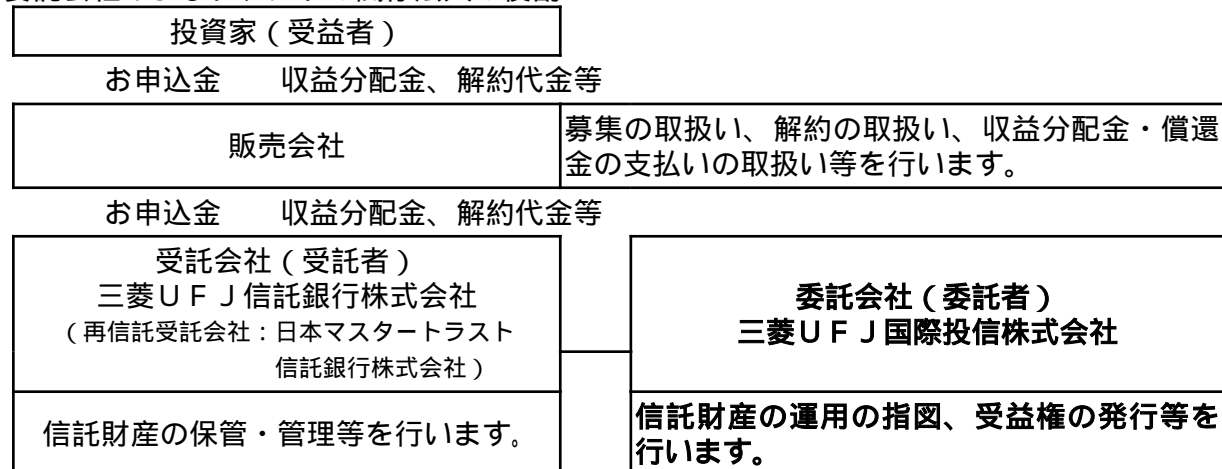 投資家（受益者）
お申込金　　収益分配金、解約代金等
販売会社
募集の取扱い、解約の取扱い、収益分配金・償還
金の支払いの取扱い等を行います。
お申込金　　収益分配金、解約代金等
受託会社（受託者）
三菱ＵＦＪ信託銀行株式会社
（再信託受託会社：日本マスタートラスト
信託銀行株式会社）
委託会社（委託者）
三菱ＵＦＪ国際投信株式会社
信託財産の保管・管理等を行います。
信託財産の運用の指図、受益権の発行等を
行います。